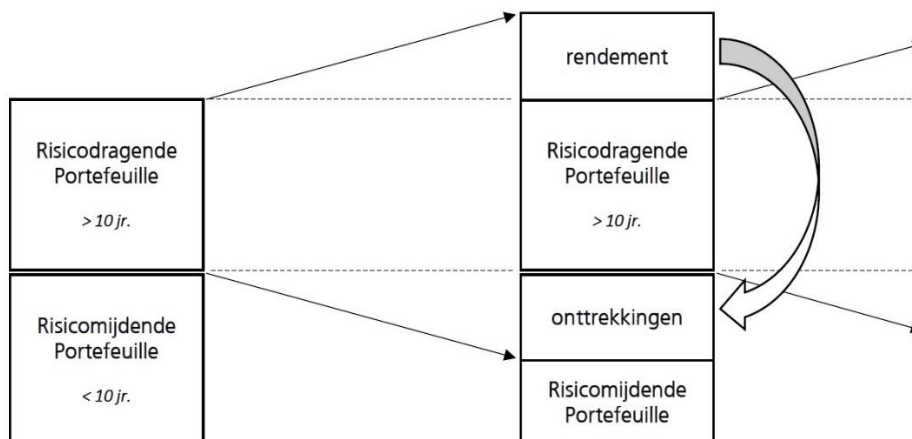 Risicodragende
Portefeuille
> 10 jr.
Risicomijdende
Portefeuille
< 10 jr.
rendement
Risicodragende
Portefeuille
> 10 jr.
onttrekkingen
Risicomijdende
Portefeuille